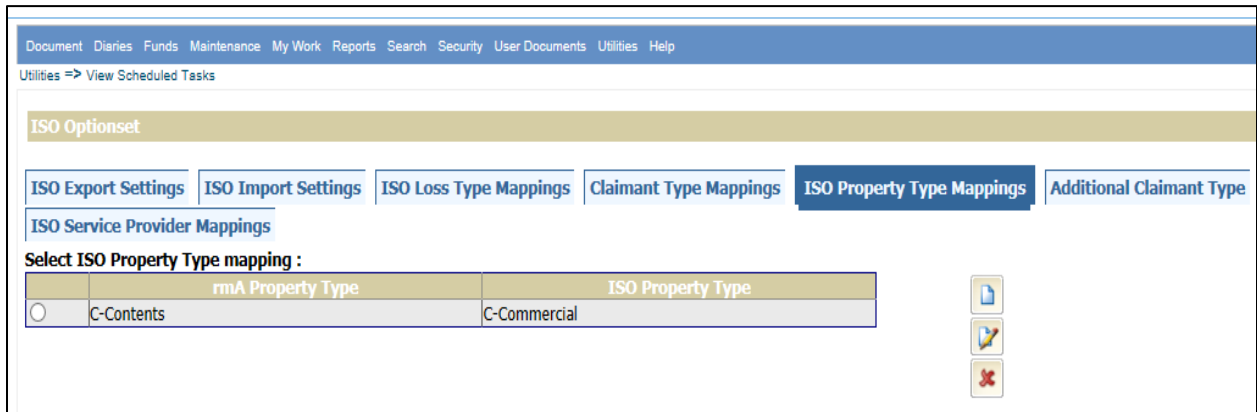 Document Diaries Funds Maintenance My Work Reports Search Security User Documents Utilities Help
Utilities => View Scheduled Tasks
ISO Optionset
ISO Export Settings ISO Import Settings ISO Loss Type Mappings Claimant Type Mappings ISO Property Type Mappings Additional Claimant Type
ISO Service Provider Mappings
Select ISO Property Type mapping :
rmA Property Type ISO Property Type
C-Contents C-Commercial